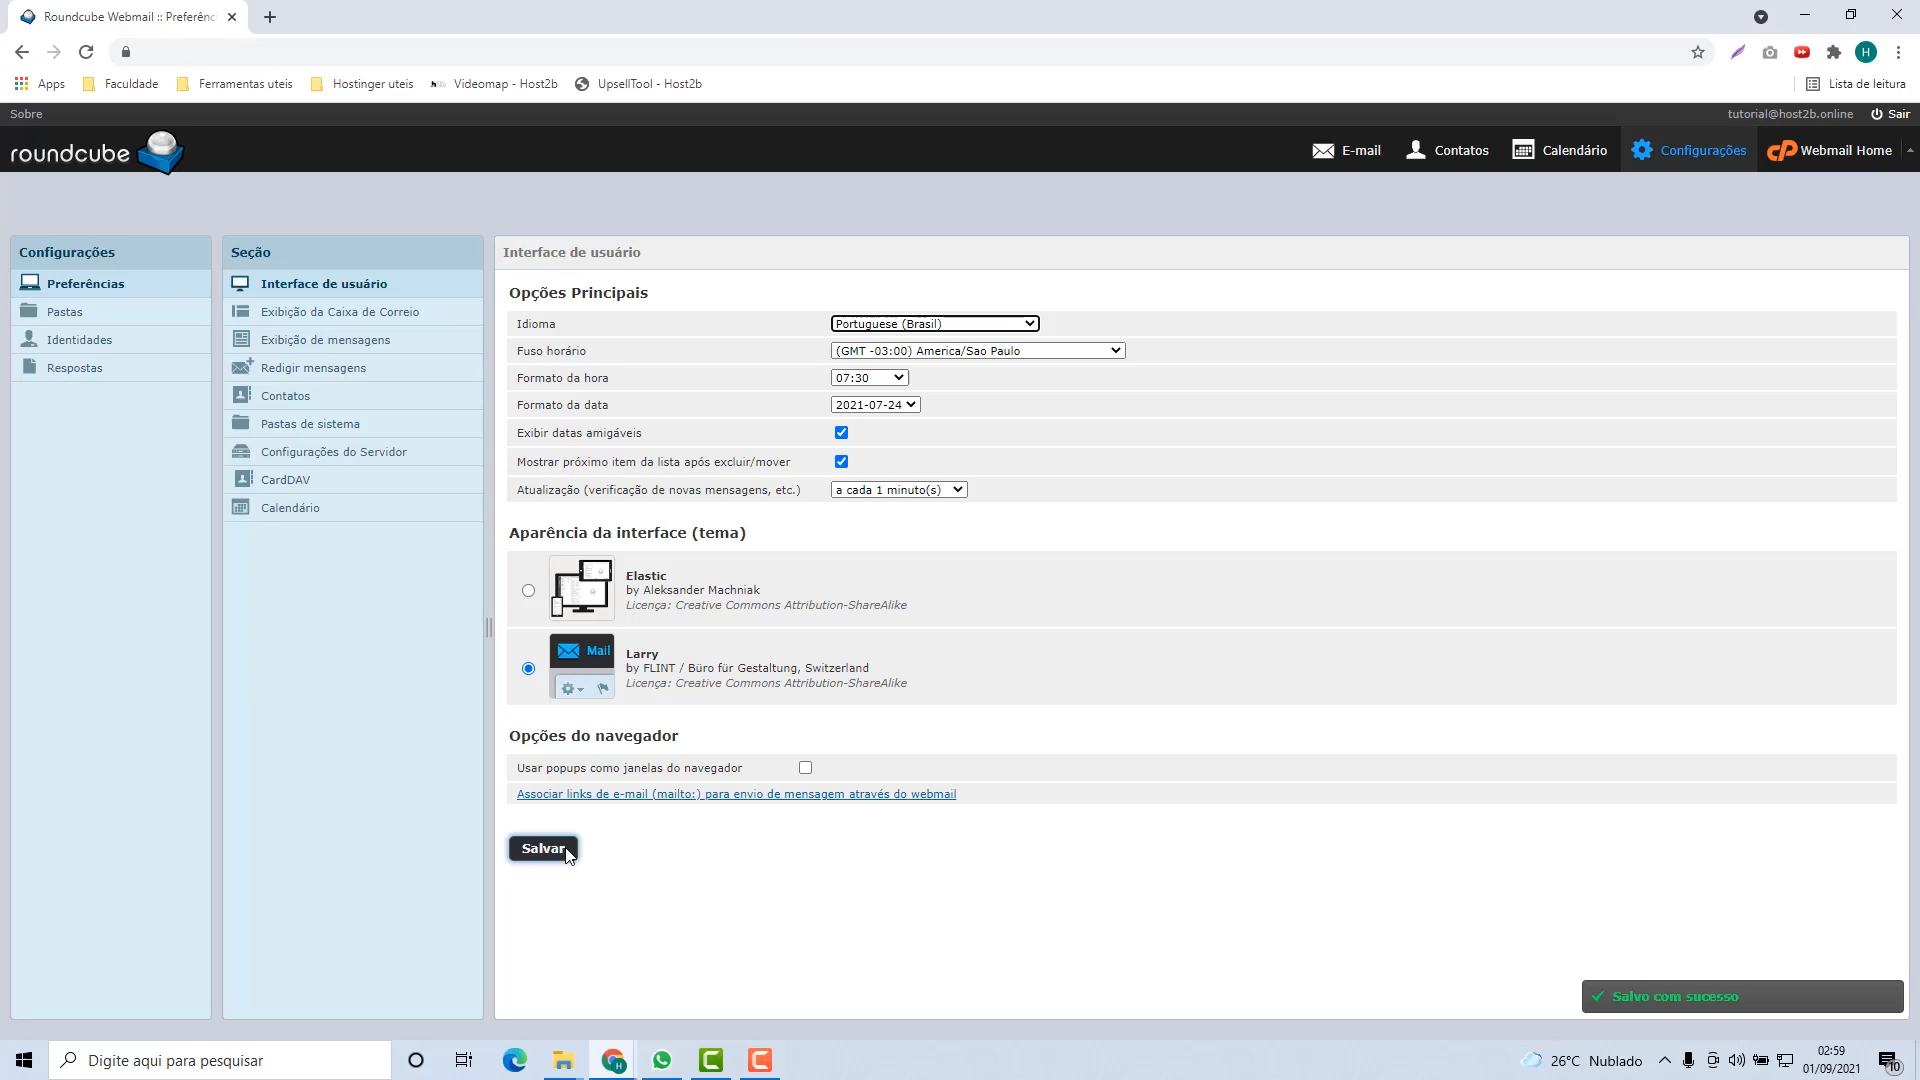 Roundcube Webmail :: Preferênc
Apps
Faculdade
Ferramentas uteis
Hostinger uteis
Videomap - Host2b
UpsellTool - Host2b
Lista de leitura
H
Sobre
tutorial@host2b.online
Sair
roundcube
E-mail
Contatos
Calendário
Configurações
cP Webmail Home
Configurações
Preferências
Pastas
Identidades
Respostas
Seção
Interface de usuário
Exibição da Caixa de Correio
Exibição de mensagens
Redigir mensagens
Contatos
Pastas de sistema
Configurações do Servidor
CardDAV
Calendário
Interface de usuário
Opções Principais
Idioma
Portuguese (Brasil)
Fuso horário
(GMT -03:00) America/Sao Paulo
Formato da hora
07:30
Formato da data
2021-07-24
Exibir datas amigáveis
Mostrar próximo item da lista após excluir/mover
Atualização (verificação de novas mensagens, etc.)
a cada 1 minuto(s)
Aparência da interface (tema)
Elastic
by Aleksander Machniak
Licença: Creative Commons Attribution-ShareAlike
Mail
Larry
by FLINT / Büro für Gestaltung, Switzerland
Licença: Creative Commons Attribution-ShareAlike
Opções do navegador
Usar popups como janelas do navegador
Associar links de e-mail (mailto:) para envio de mensagem através do webmail
Salvar
Salvo com sucesso
Digite aqui para pesquisar
26°C Nublado
02:59
01/09/2021
10